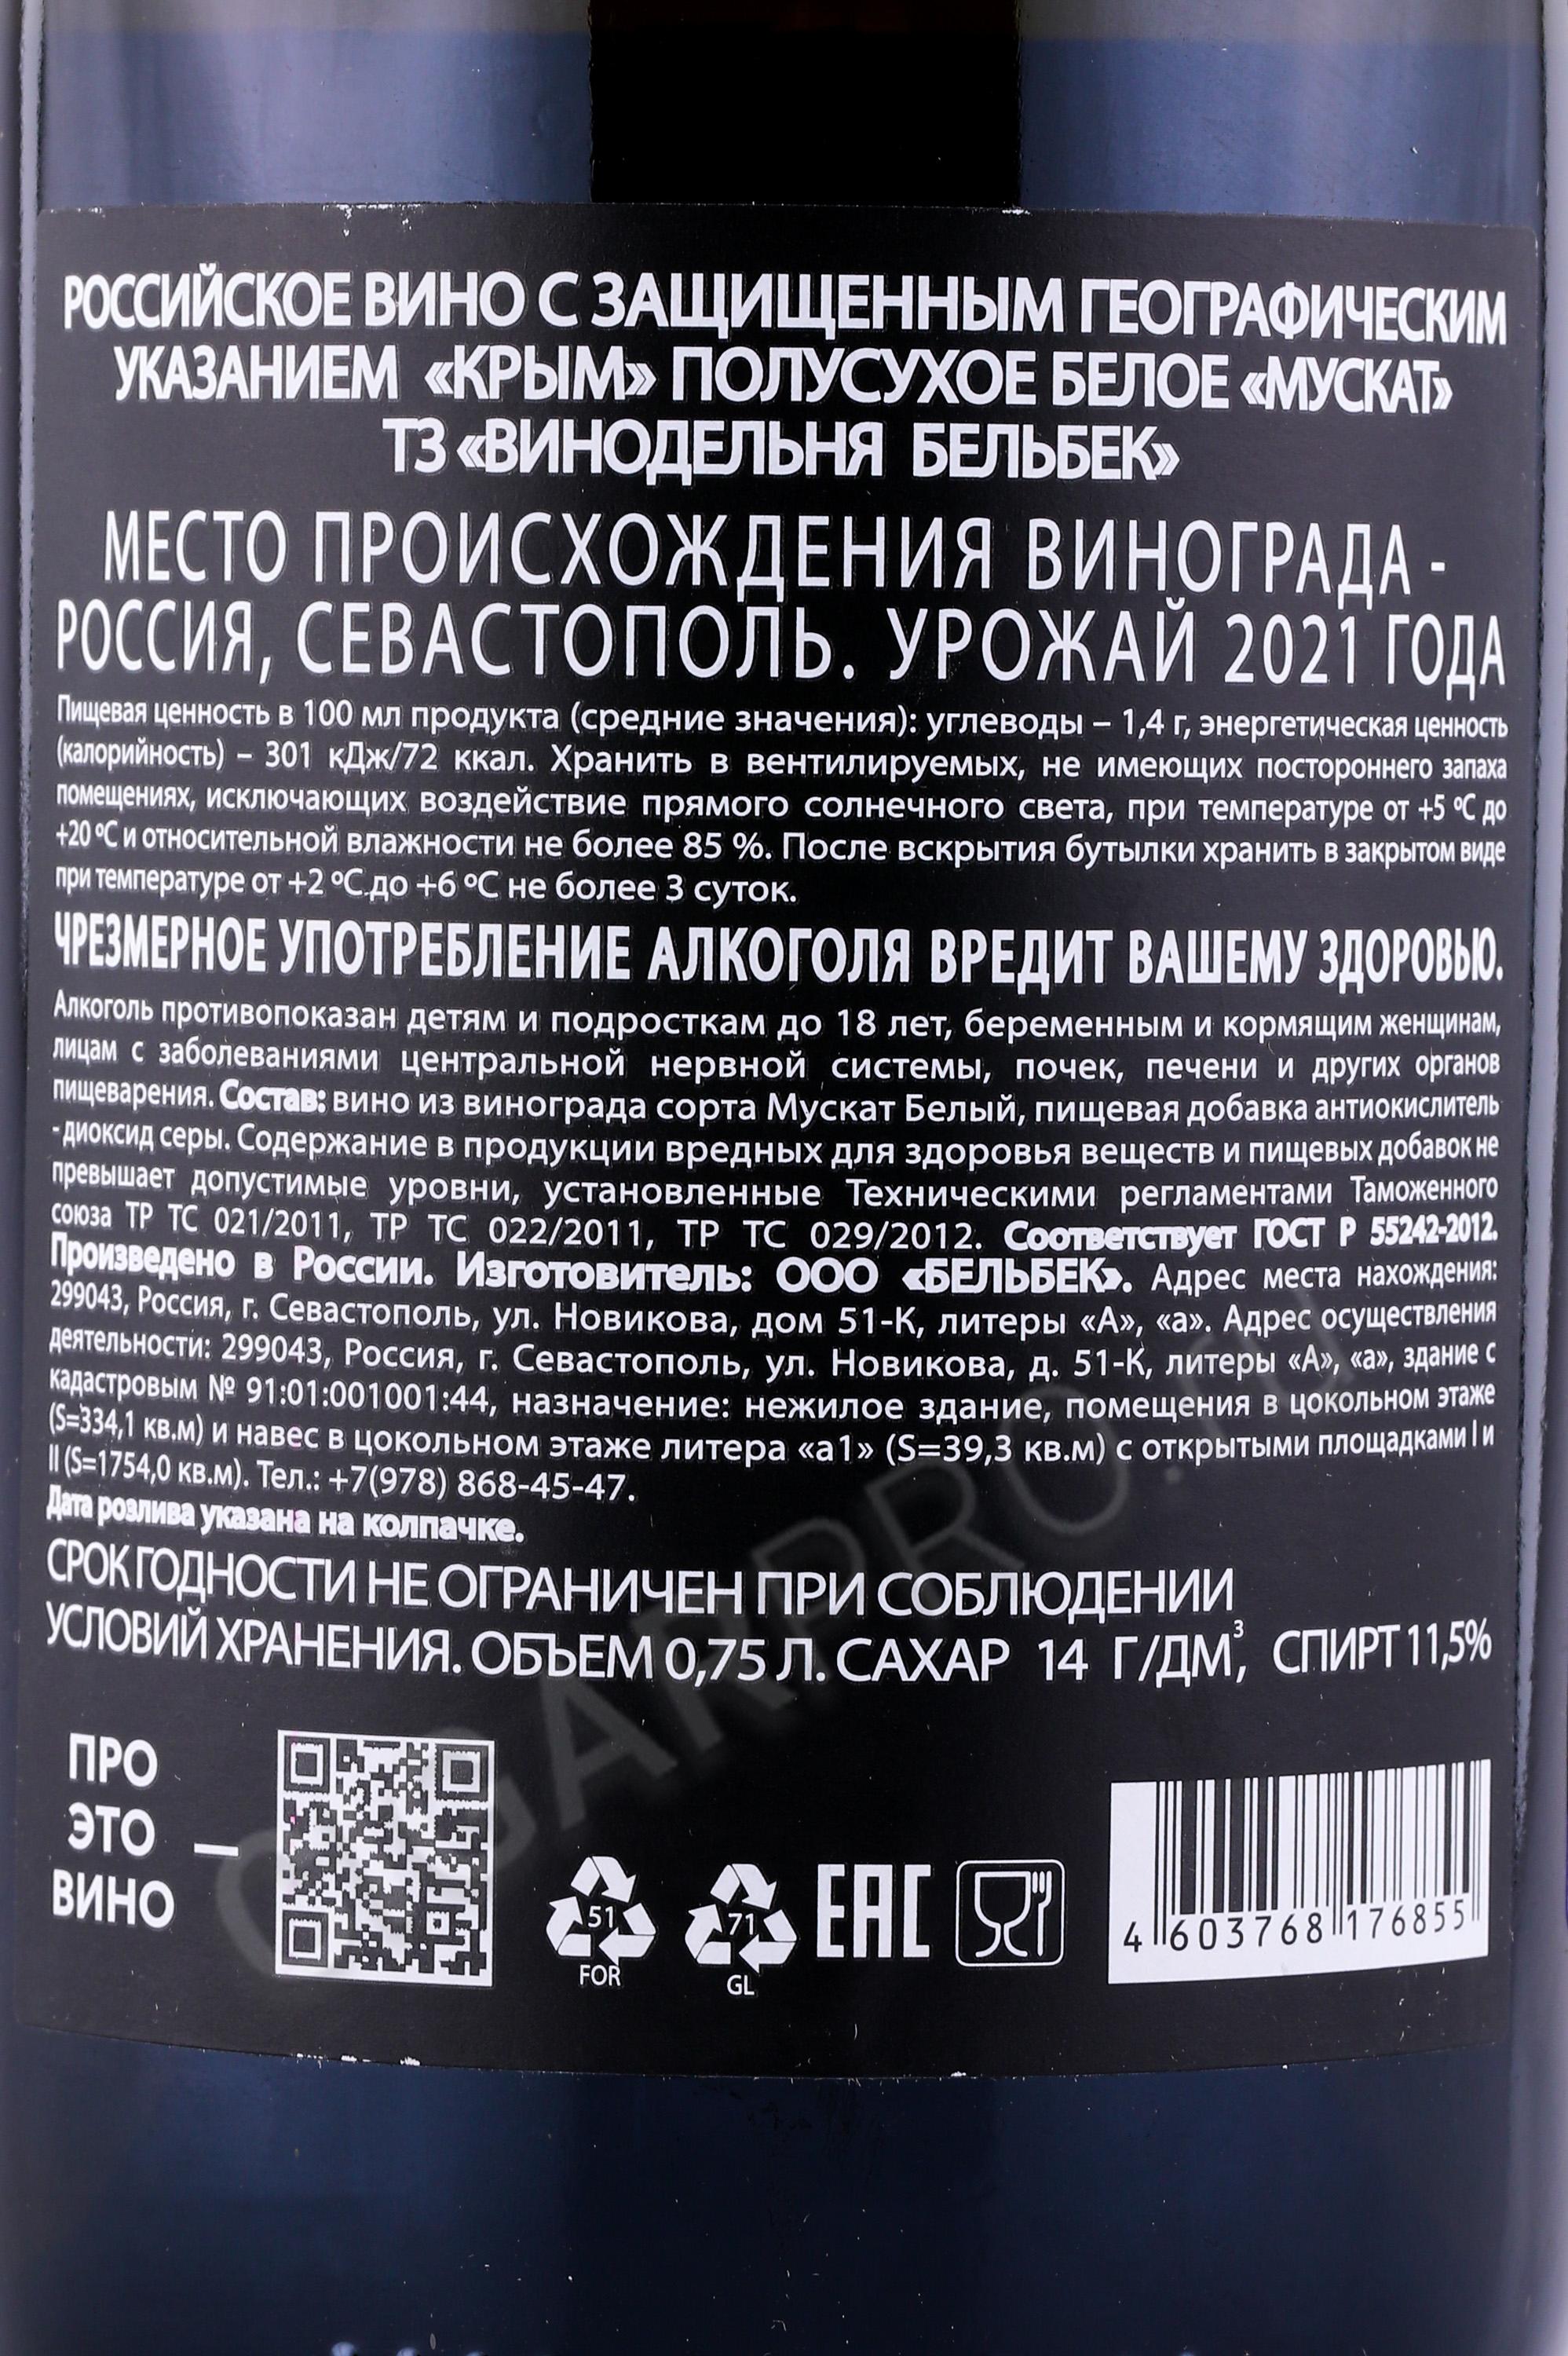 РОССИЙСКОЕ ВИНО С ЗАЩИЩЕННЫМ ГЕОГРАФИЧЕСКИМ
УКАЗАНИЕМ «КРЫМ» ПОЛУСУХОЕ БЕЛОЕ «МУСКАТ»
ТЗ «ВИНОДЕЛЬНЯ БЕЛЬБЕК»
МЕСТО ПРОИСХОЖДЕНИЯ ВИНОГРАДА -
РОССИЯ, СЕВАСТОПОЛЬ. УРОЖАЙ 2021 ГОДА
Пищевая ценность в 100 мл продукта (средние значения): углеводы – 1,4 г, энергетическая ценность
(калорийность) – 301 кДж/72 ккал. Хранить в вентилируемых, не имеющих постороннего запаха
помещениях, исключающих воздействие прямого солнечного света, при температуре от +5 ºС до
+20 ºС и относительной влажности не более 85 %. После вскрытия бутылки хранить в закрытом виде
при температуре от +2 ºС до +6 ºС не более 3 суток.
ЧРЕЗМЕРНОЕ УПОТРЕБЛЕНИЕ АЛКОГОЛЯ ВРЕДИТ ВАШЕМУ ЗДОРОВЬЮ.
Алкоголь противопоказан детям и подросткам до 18 лет, беременным и кормящим женщинам,
лицам с заболеваниями центральной нервной системы, почек, печени и других органов
пищеварения. Состав: вино из винограда сорта Мускат Белый, пищевая добавка антиокислитель
- диоксид серы. Содержание в продукции вредных для здоровья веществ и пищевых добавок не
превышает допустимые уровни, установленные Техническими регламентами Таможенного
союза ТР ТС 021/2011, ТР ТС 022/2011, ТР ТС 029/2012. Соответствует ГОСТ Р 55242-2012.
Произведено в России. Изготовитель: ООО «БЕЛЬБЕК». Адрес места нахождения:
299043, Россия, г. Севастополь, ул. Новикова, дом 51-К, литеры «А», «а». Адрес осуществления
деятельности: 299043, Россия, г. Севастополь, ул. Новикова, д. 51-К, литеры «А», «а», здание с
кадастровым № 91:01:001001:44, назначение: нежилое здание, помещения в цокольном этаже
(S=334,1 кв.м) и навес в цокольном этаже литера «а1» (S=39,3 кв.м) с открытыми площадками I и
II (S=1754,0 кв.м). Тел.: +7(978) 868-45-47.
Дата розлива указана на колпачке.
СРОК ГОДНОСТИ НЕ ОГРАНИЧЕН ПРИ СОБЛЮДЕНИИ
УСЛОВИЙ ХРАНЕНИЯ. ОБЪЕМ 0,75 Л. САХАР 14 Г/ДМ³, СПИРТ 11,5%
ПРО
ЭТО —
ВИНО
51
FOR
71
GL
EAC
4 603768 176855
CIGARPRO.ru